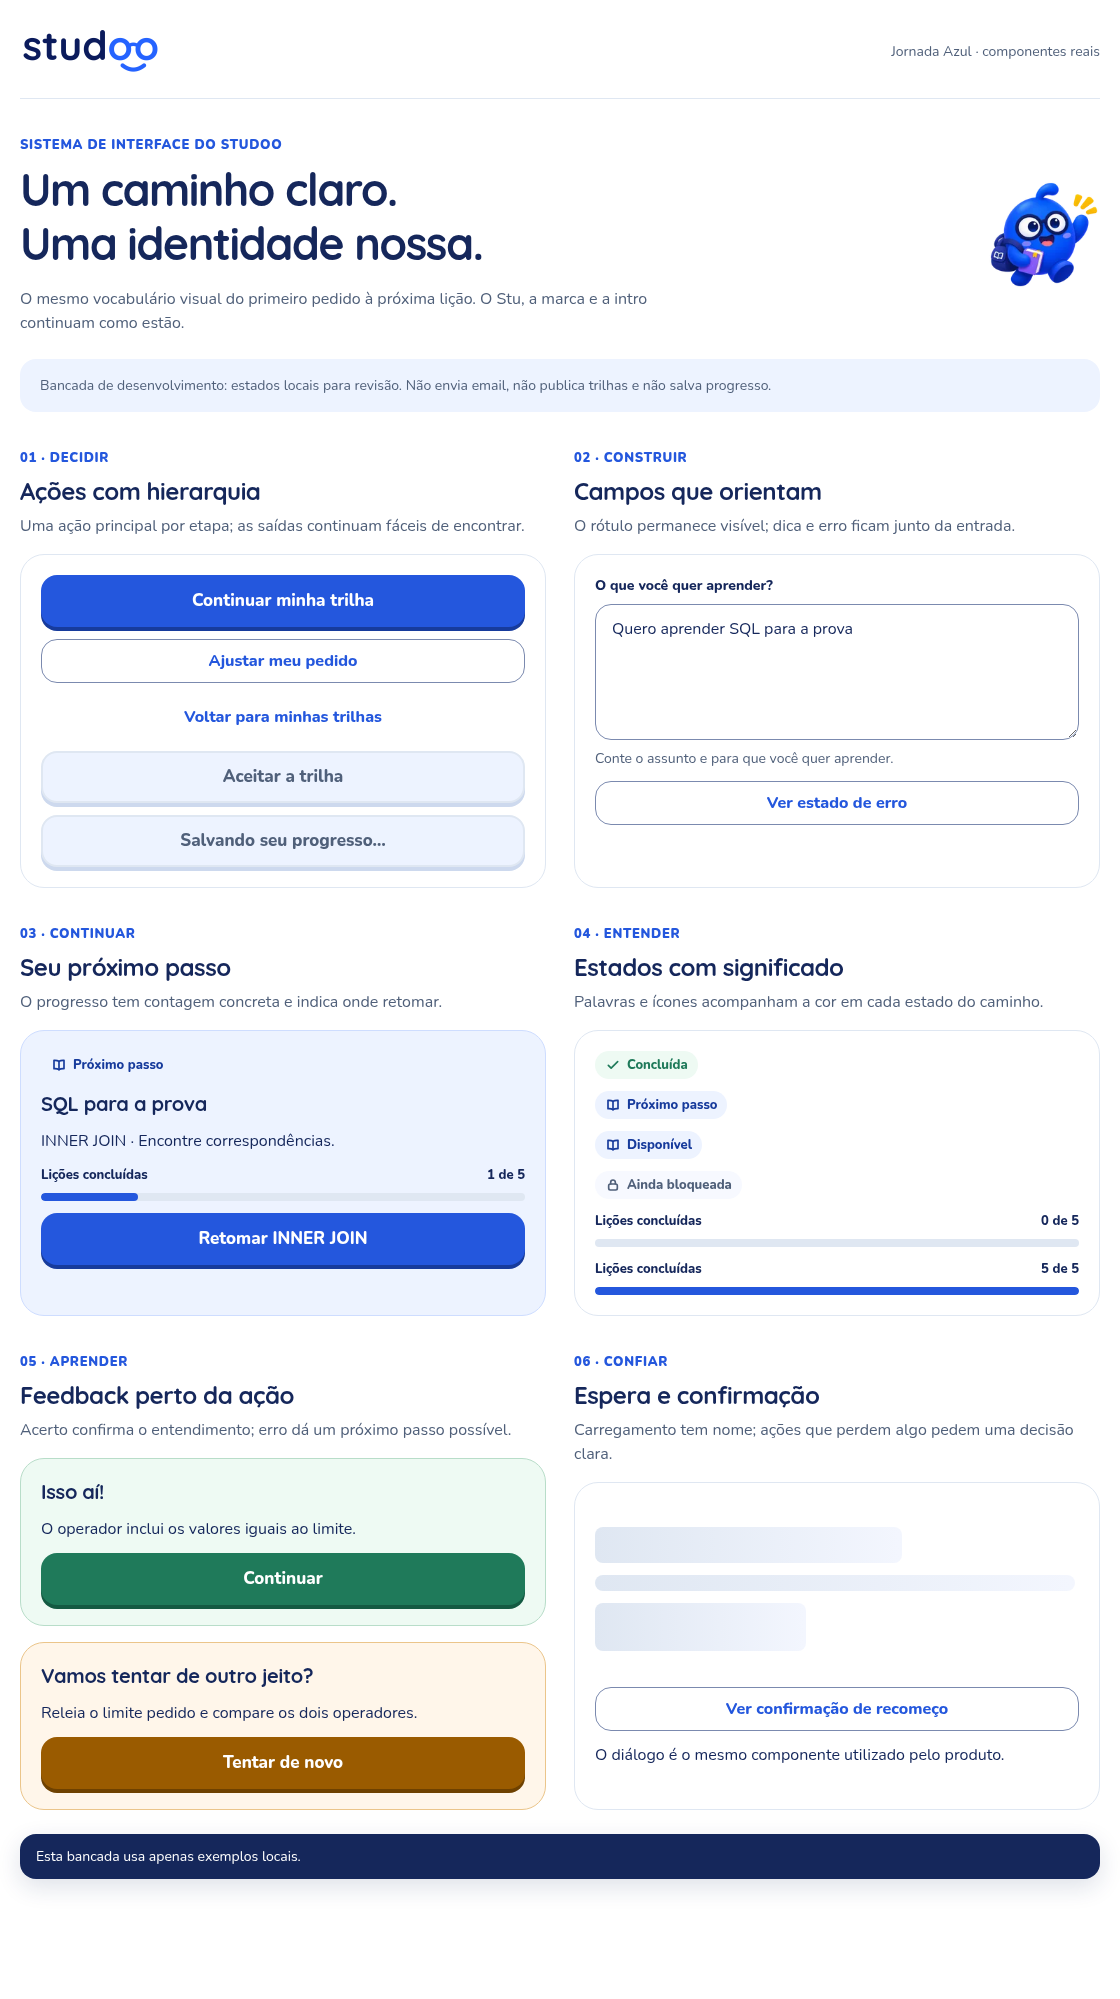 studoo
Jornada Azul · componentes reais
SISTEMA DE INTERFACE DO STUDOO
Um caminho claro.
Uma identidade nossa.
O mesmo vocabulário visual do primeiro pedido à próxima lição. O Stu, a marca e a intro
continuam como estão.
Bancada de desenvolvimento: estados locais para revisão. Não envia email, não publica trilhas e não salva progresso.
01 · DECIDIR
Ações com hierarquia
Uma ação principal por etapa; as saídas continuam fáceis de encontrar.
Continuar minha trilha
Ajustar meu pedido
Voltar para minhas trilhas
Aceitar a trilha
Salvando seu progresso...
02 · CONSTRUIR
Campos que orientam
O rótulo permanece visível; dica e erro ficam junto da entrada.
O que você quer aprender?
Quero aprender SQL para a prova
Conte o assunto e para que você quer aprender.
Ver estado de erro
03 · CONTINUAR
Seu próximo passo
O progresso tem contagem concreta e indica onde retomar.
Próximo passo
SQL para a prova
INNER JOIN · Encontre correspondências.
Lições concluídas 1 de 5
Retomar INNER JOIN
04 · ENTENDER
Estados com significado
Palavras e ícones acompanham a cor em cada estado do caminho.
Concluída
Próximo passo
Disponível
Ainda bloqueada
Lições concluídas 0 de 5
Lições concluídas 5 de 5
05 · APRENDER
Feedback perto da ação
Acerto confirma o entendimento; erro dá um próximo passo possível.
Isso aí!
O operador inclui os valores iguais ao limite.
Continuar
Vamos tentar de outro jeito?
Releia o limite pedido e compare os dois operadores.
Tentar de novo
06 · CONFIAR
Espera e confirmação
Carregamento tem nome; ações que perdem algo pedem uma decisão
clara.
Ver confirmação de recomeço
O diálogo é o mesmo componente utilizado pelo produto.
Esta bancada usa apenas exemplos locais.